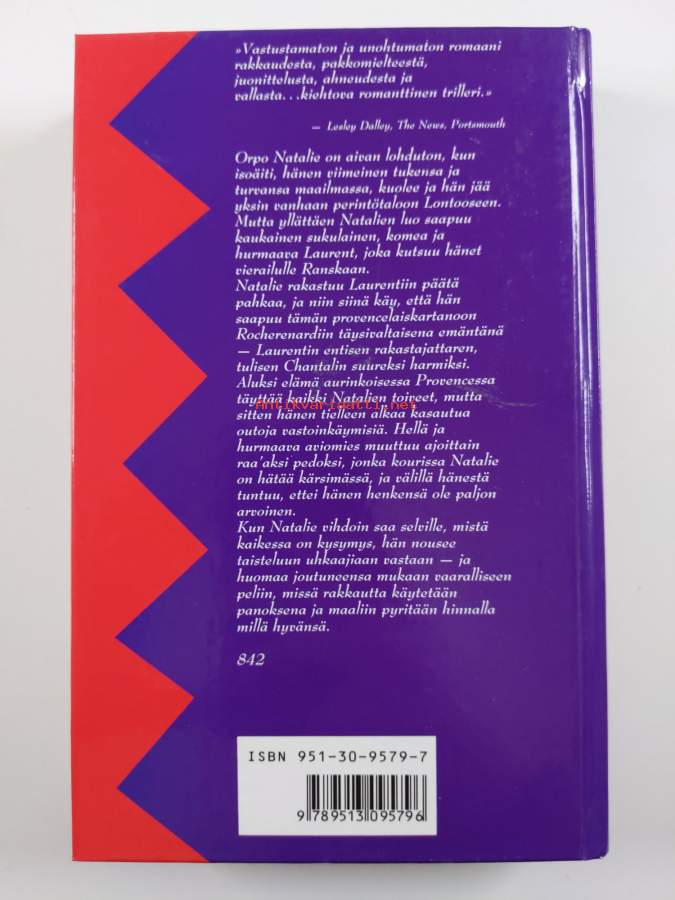 »Vastustamaton ja unohtumaton romaani
rakkaudesta, pakkomielteestä,
juonittelusta, ahneudesta ja
vallasta...kiehtova romanttinen trilleri.»
— Lesley Dalley, The News, Portsmouth
Orpo Natalie on aivan lohduton, kun
isoäiti, hänen viimeinen tukensa ja
turvansa maailmassa, kuolee ja hän jää
yksin vanhaan perintötaloon Lontooseen.
Mutta yllättäen Natalien luo saapuu
kaukainen sukulainen, komea ja
hurmaava Laurent, joka kutsuu hänet
vierailulle Ranskaan.
Natalie rakastuu Laurentiin päätä
pahkaa, ja niin siinä käy, että hän
saapuu tämän provencelaiskartanoon
Rocherenardiin täysivaltaisena emäntänä
— Laurentin entisen rakastajattaren,
tulisen Chantalin suureksi harmiksi.
Aluksi elämä aurinkoisessa Provencessa
täyttää kaikki Natalien toiveet, mutta
Antikvariaatti.net
sitten hänen tielleen alkaa kasautua
outoja vastoinkäymisiä. Hellä ja
hurmaava aviomies muuttuu ajoittain
raa'aksi pedoksi, jonka kourissa Natalie
on hätää kärsimässä, ja välillä hänestä
tuntuu, ettei hänen henkensä ole paljon
arvoinen.
Kun Natalie vihdoin saa selville, mistä
kaikessa on kysymys, hän nousee
taisteluun uhkaajiaan vastaan — ja
huomaa joutuneensa mukaan vaaralliseen
peliin, missä rakkautta käytetään
panoksena ja maaliin pyritään hinnalla
millä hyvänsä.
842
ISBN 951-30-9579-7
9 789513 095796